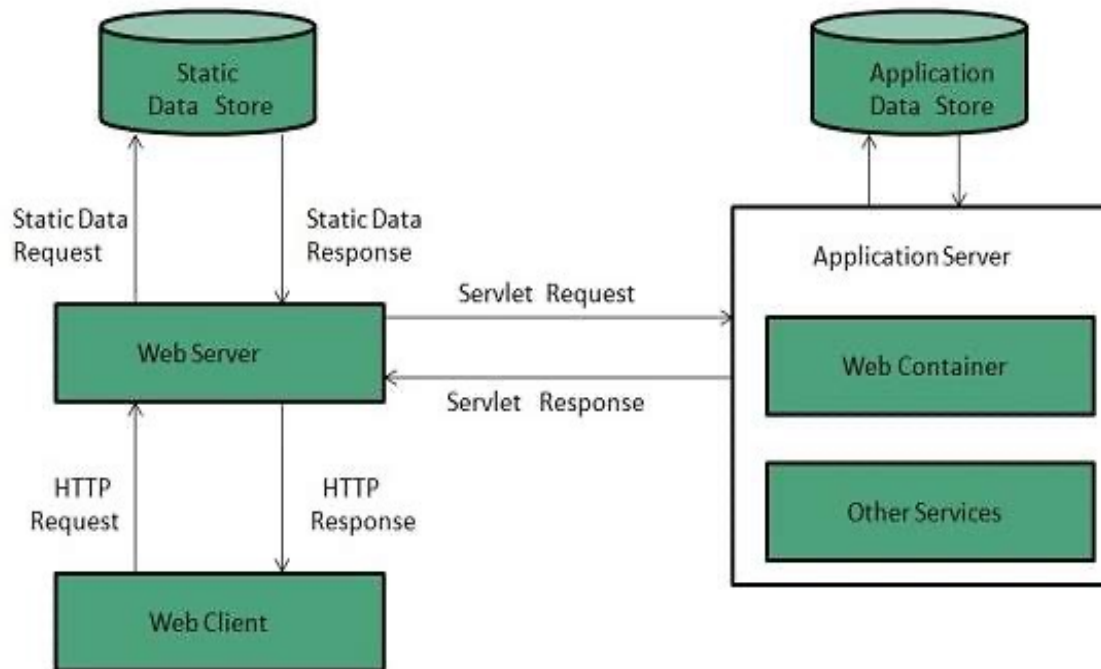 Static
Data Store
Application
Data Store
Static Data
Request
Static Data
Response
Application Server
Servlet Request
Web Server
Web Container
Servlet Response
HTTP
Request
HTTP
Response
Other Services
Web Client